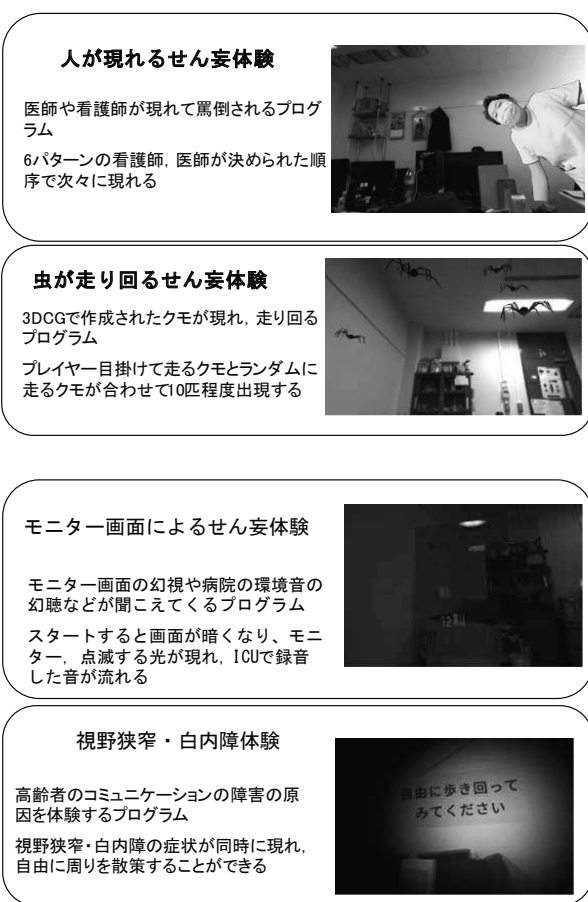 人が現れるせん妄体験
医師や看護師が現れて罵倒されるプログ
ラム
6パターンの看護師, 医師が決められた順
序で次々に現れる
虫が走り回るせん妄体験
3DCGで作成されたクモが現れ, 走り回る
プログラム
プレイヤー目掛けて走るクモとランダムに
走るクモが合わせて10匹程度出現する
モニター画面によるせん妄体験
モニター画面の幻視や病院の環境音の
幻聴などが聞こえてくるプログラム
スタートすると画面が暗くなり、モニ
ター, 点滅する光が現れ, ICUで録音
した音が流れる
視野狭窄・白内障体験
高齢者のコミュニケーションの障害の原
因を体験するプログラム
視野狭窄・白内障の症状が同時に現れ,
自由に周りを散策することができる
自由に歩き回って
みてください